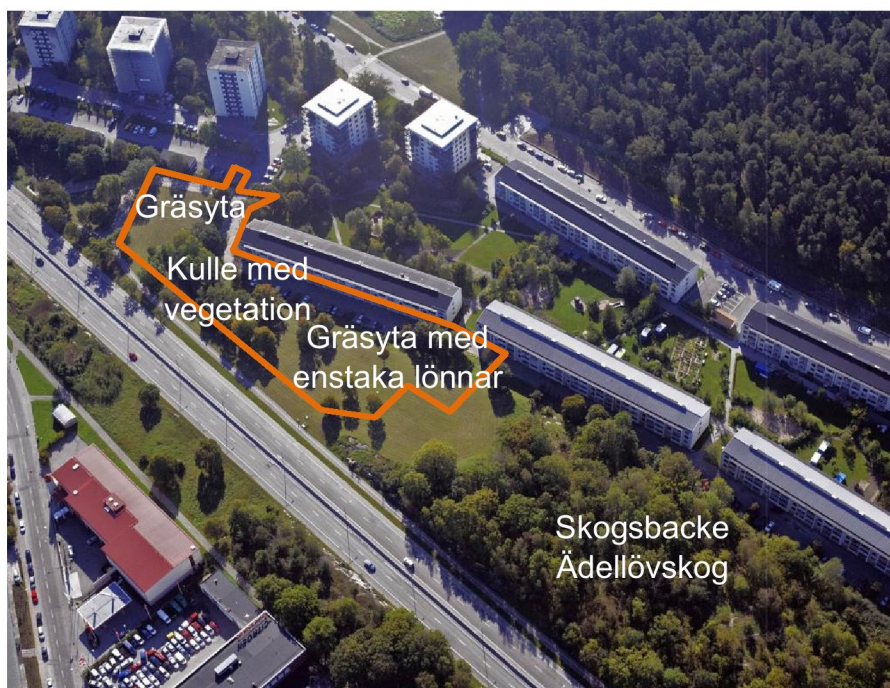 Gräsyta
Kulle med
vegetation
Gräsyta med
enstaka lönnar
Skogsbacke
Ädellövskog